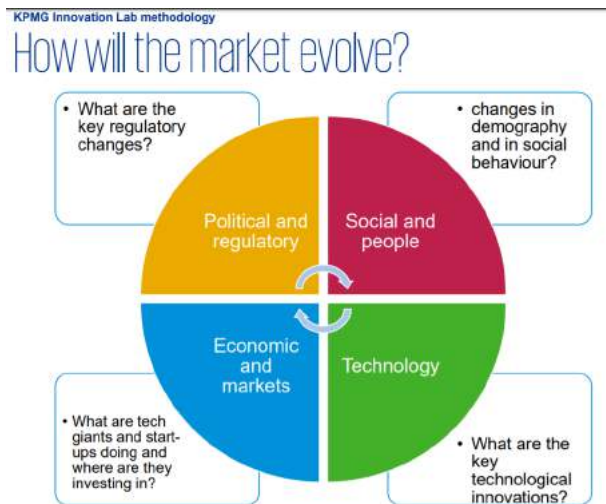 KPMG Innovation Lab methodology
How will the market evolve?
• What are the
key regulatory
changes?
• changes in
demography
and in social
behaviour?
Political and
regulatory
Social and
people
Economic
and
markets
Technology
• What are tech
giants and start-
ups doing and
where are they
investing in?
• What are the
key
technological
innovations?